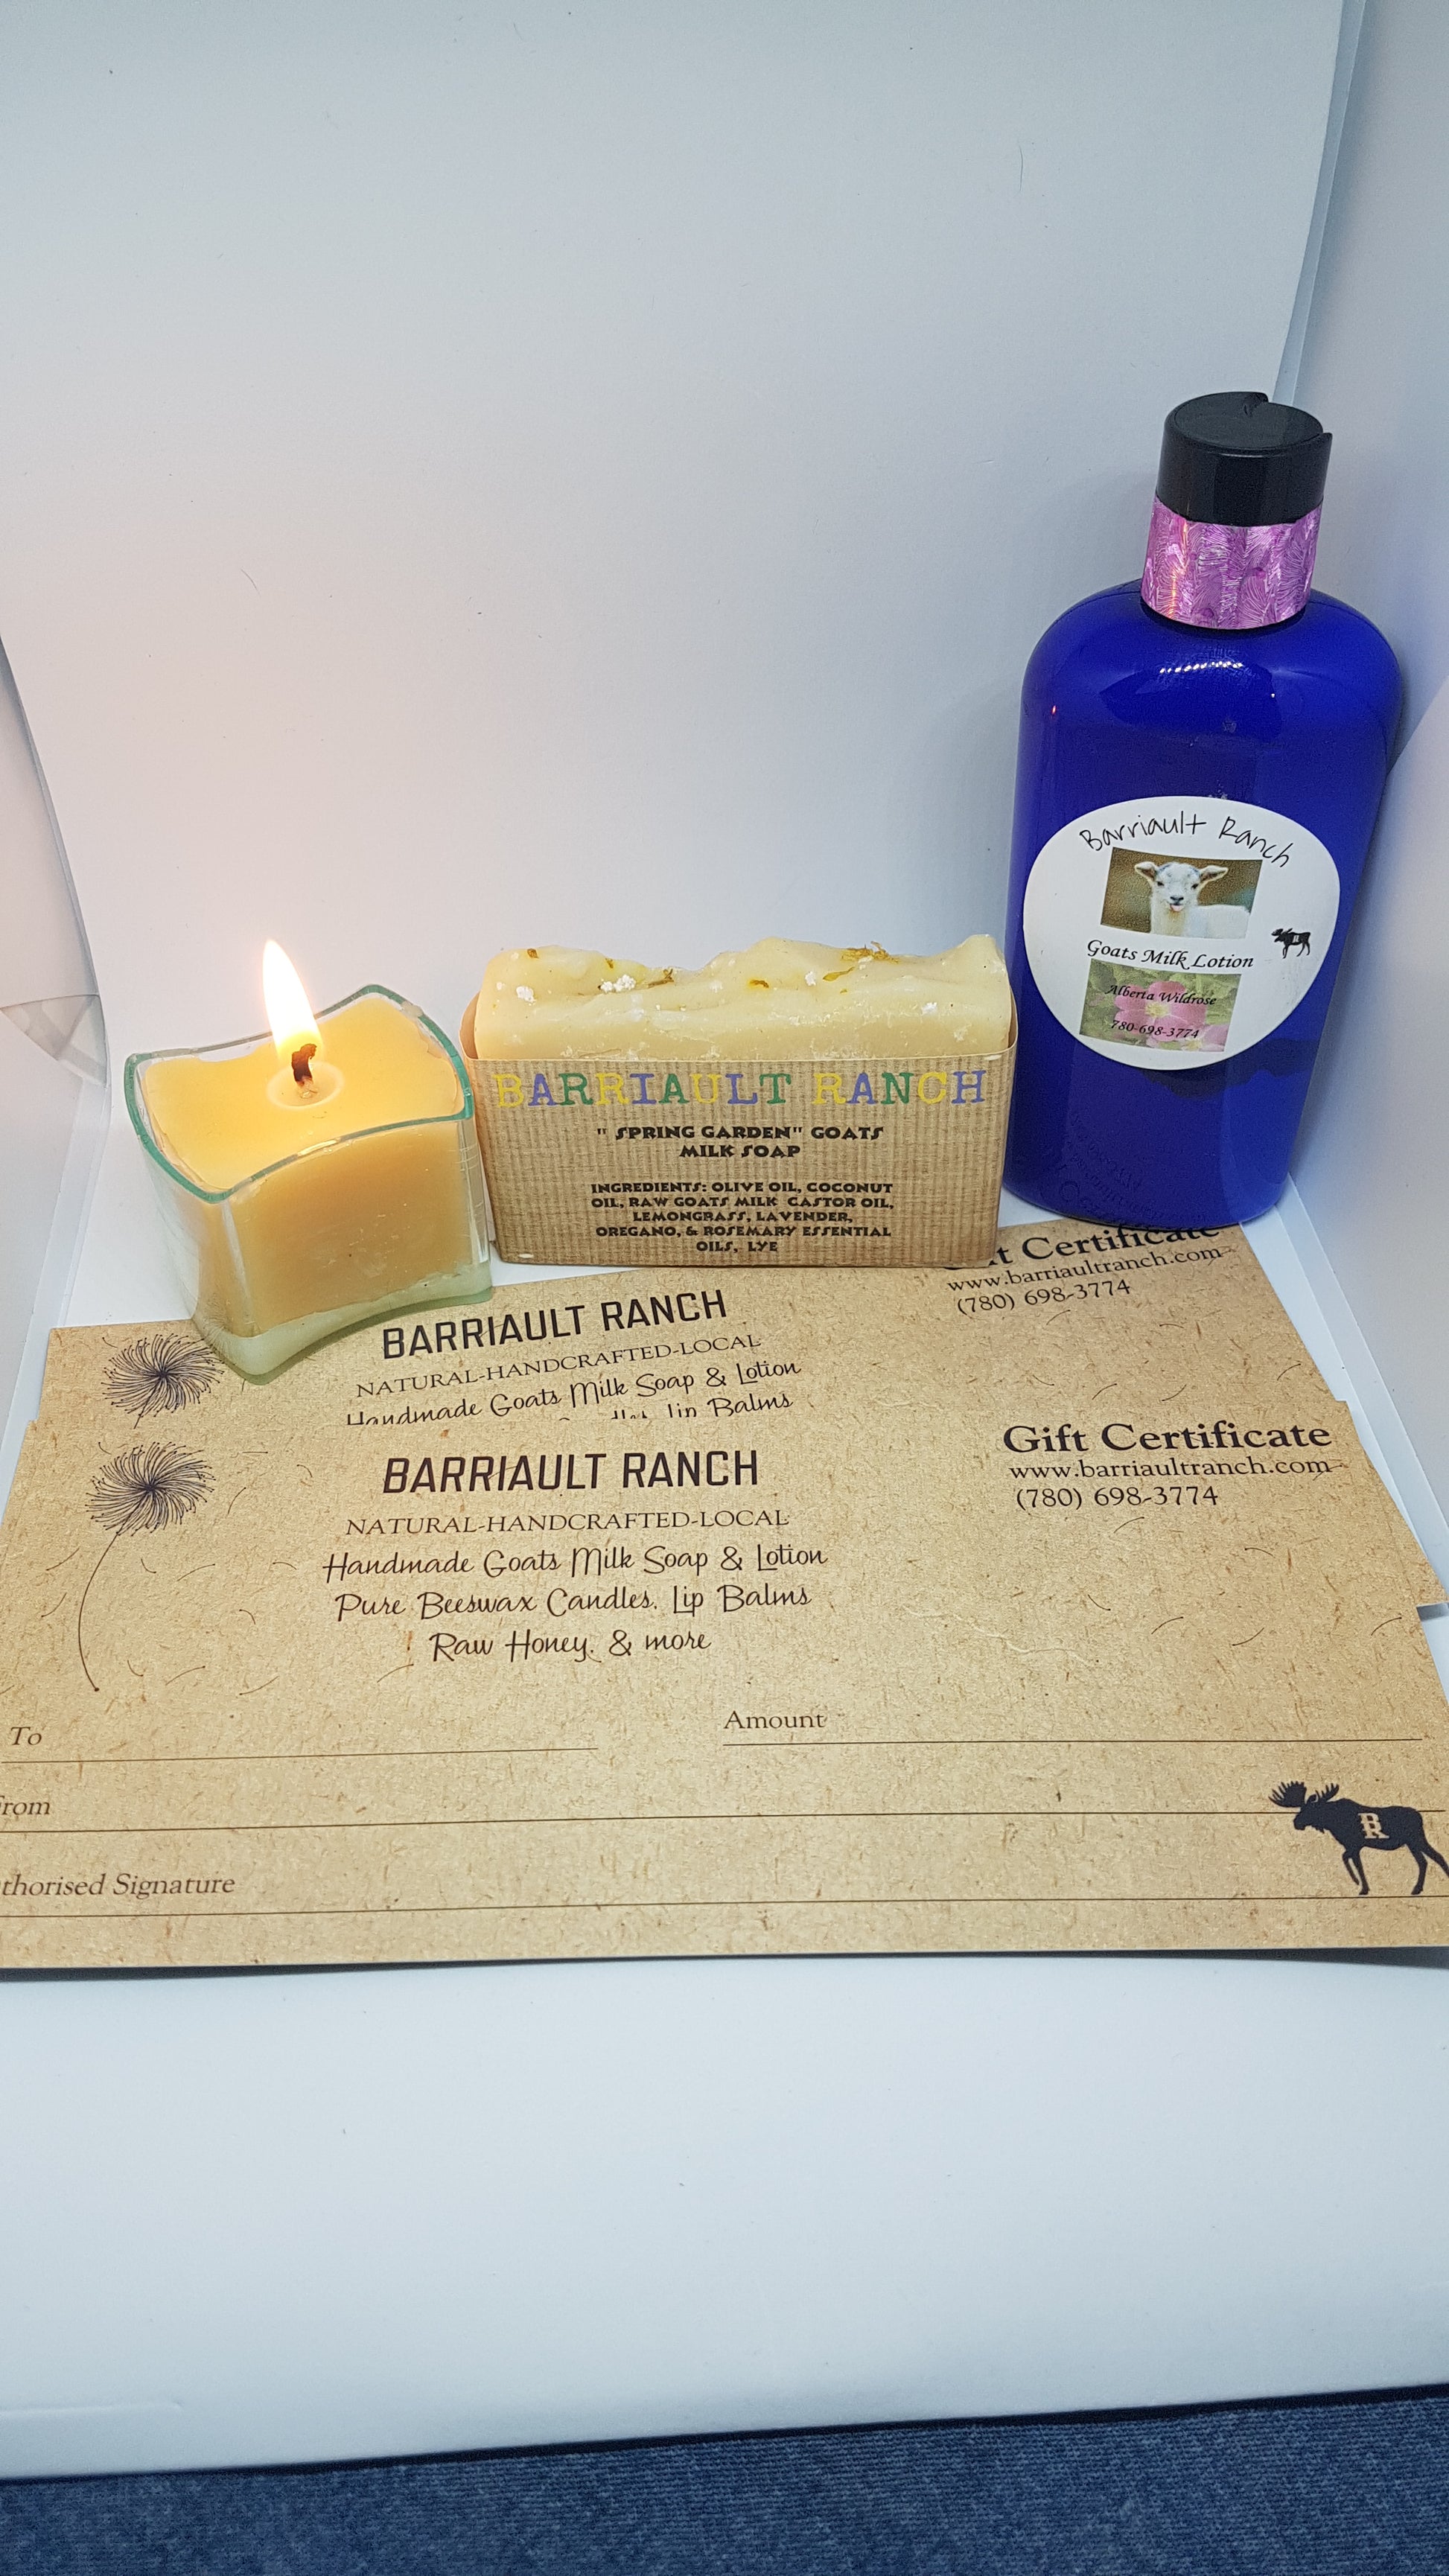 Barriault Ranch
Goats Milk Lotion
Alberta Wildrose
780-698-3774
BARRIAULT RANCH
" SPRING GARDEN" GOATS
MILK SOAP
INGREDIENTS: OLIVE OIL, COCONUT
OIL, RAW GOATS MILK CASTOR OIL,
LEMONGRASS, LAVENDER,
OREGANO, & ROSEMARY ESSENTIAL
OILS, LYE
Certificate
www.barriaultranch.com
(780) 698-3774
BARRIAULT RANCH
NATURAL-HANDCRAFTED-LOCAL
Handmade Goats Milk Soap & Lotion
Lip Balms
Gift Certificate
www.barriaultranch.com
(780) 698-3774
BARRIAULT RANCH
NATURAL-HANDCRAFTED-LOCAL
Handmade Goats Milk Soap & Lotion
Pure Beeswax Candles, Lip Balms
Raw Honey, & more
To
Amount
rom
thorised Signature
R